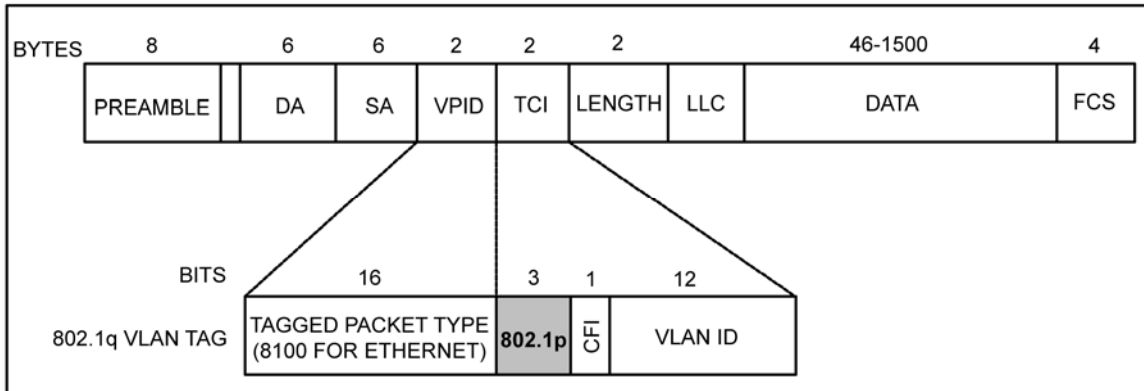 BYTES 8 6 6 2 2 2 46-1500 4
PREAMBLE DA SA VPID TCI LENGTH LLC DATA FCS
BITS 16 3 1 12
802.1q VLAN TAG TAGGED PACKET TYPE
(8100 FOR ETHERNET) 802.1p CFI VLAN ID